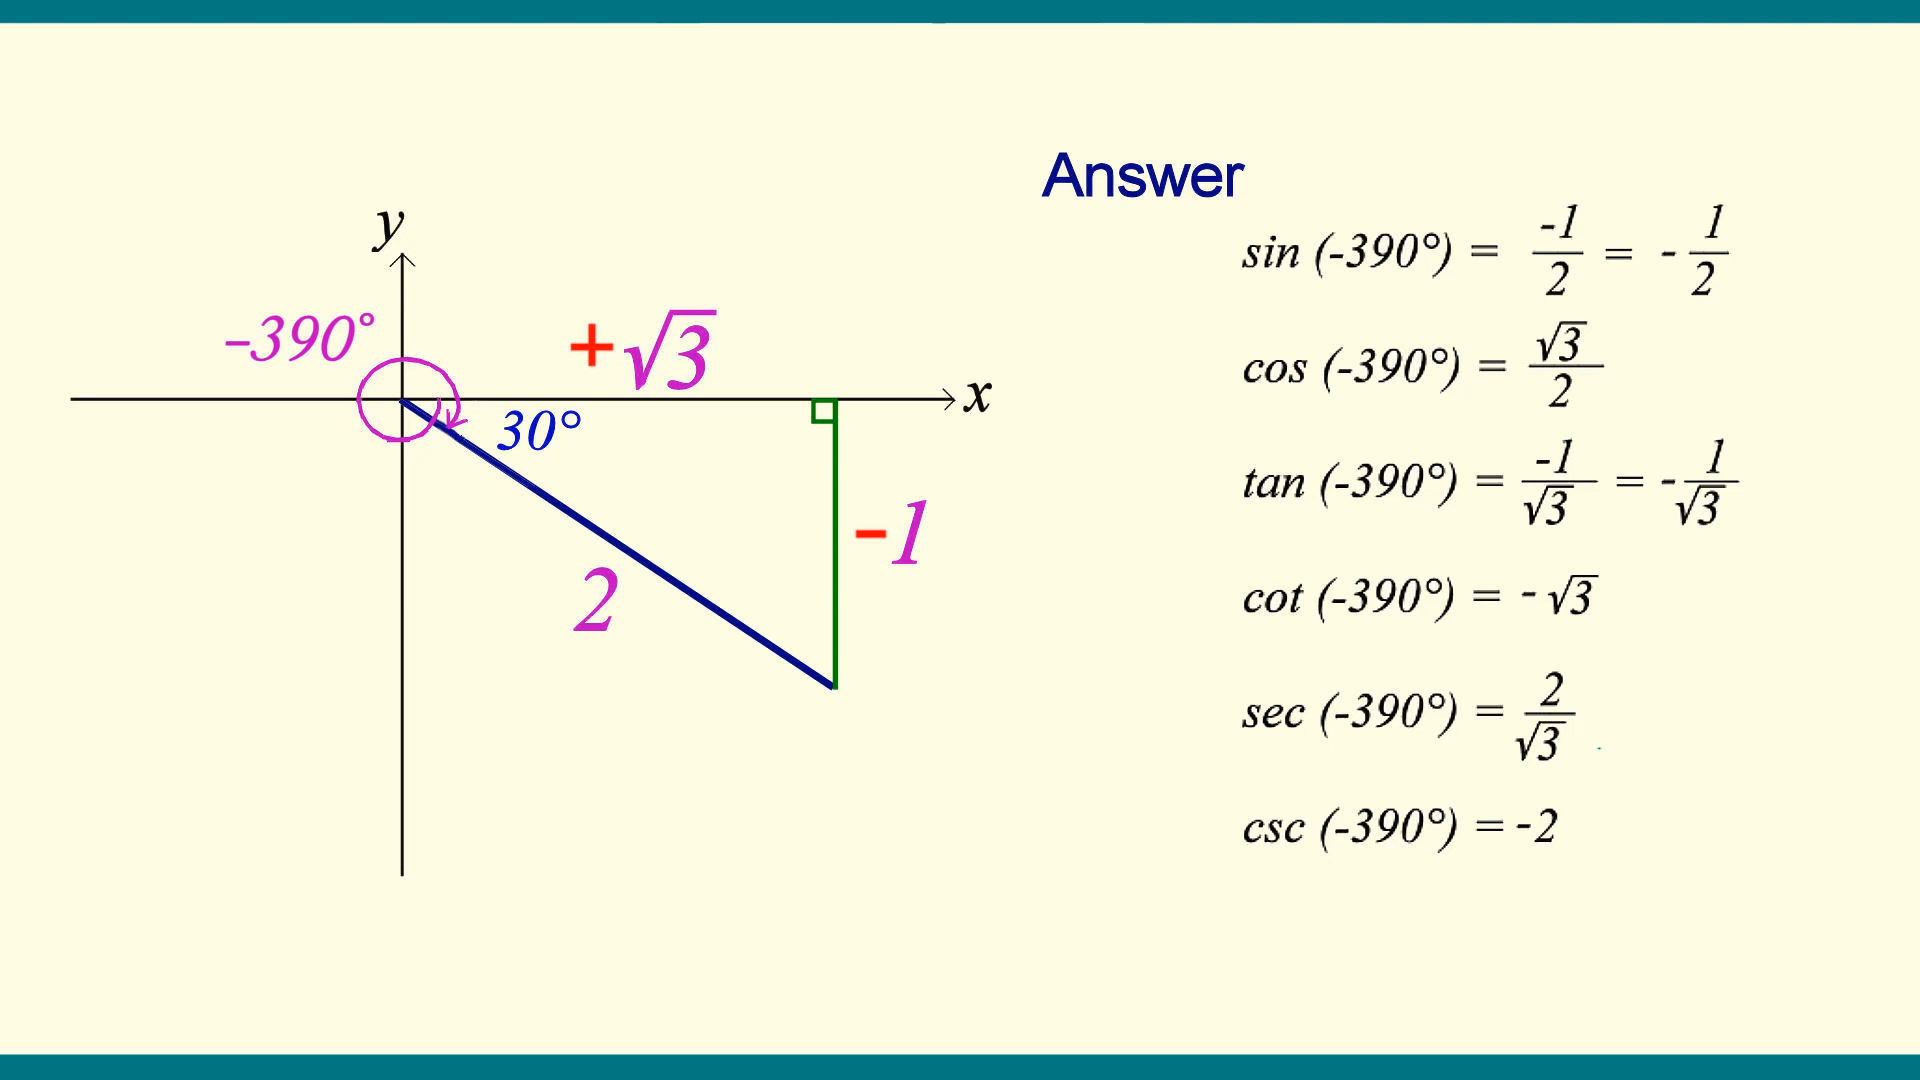 Answer
y
-390°
+√3
x
30°
-1
2
sin (-390°) = -1/2 = - 1/2
cos (-390°) = √3/2
tan (-390°) = -1/√3 = - 1/√3
cot (-390°) = - √3
sec (-390°) = 2/√3
csc (-390°) = -2